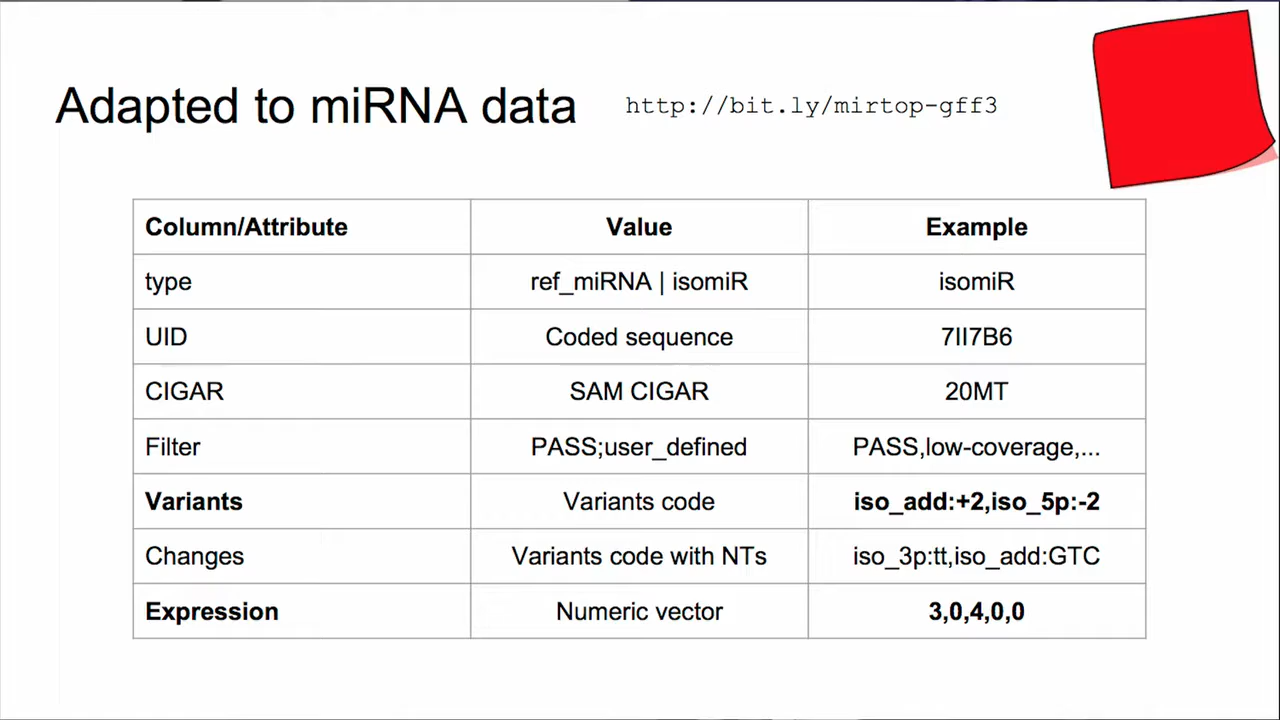 Adapted to miRNA data http://bit.ly/mirtop-gff3
Column/Attribute Value Example
type ref_miRNA | isomiR isomiR
UID Coded sequence 7II7B6
CIGAR SAM CIGAR 20MT
Filter PASS;user_defined PASS,low-coverage,...
Variants Variants code iso_add:+2,iso_5p:-2
Changes Variants code with NTs iso_3p:tt,iso_add:GTC
Expression Numeric vector 3,0,4,0,0